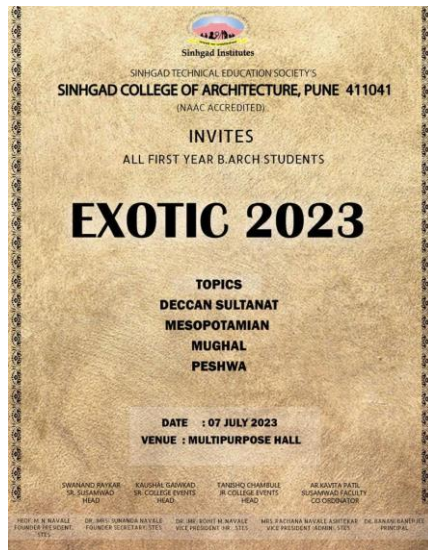 Sinhgad Institutes
SINHGAD TECHNICAL EDUCATION SOCIETY'S
SINHGAD COLLEGE OF ARCHITECTURE, PUNE 411041
(NAAC ACCREDITED)
INVITES
ALL FIRST YEAR B.ARCH STUDENTS
EXOTIC 2023
TOPICS
DECCAN SULTANAT
MESOPOTAMIAN
MUGHAL
PESHWA
DATE : 07 JULY 2023
VENUE : MULTIPURPOSE HALL
SWANAND PAYKAR KAUSHAL GAIKWAD TANISHQ CHAMBULE AR.KAVITA PATIL
SR. SUSAMWAD SR. COLLEGE EVENTS JR COLLEGE EVENTS SUSAMWAD FACULTY
HEAD HEAD HEAD CO ORDINATOR
PROF. M. N. NAVALE DR. (MRS) SUNANDA NAVALE DR. MR. ROHIT M. NAVALE MRS. RACHANA NAVALE ASHTEKAR DR.
FOUNDER PRESIDENT, FOUNDER SECRETARY, STES VICE PRESIDENT HR, STES VICE PRESIDENT ADMIN, STES PRINCIPAL
STES